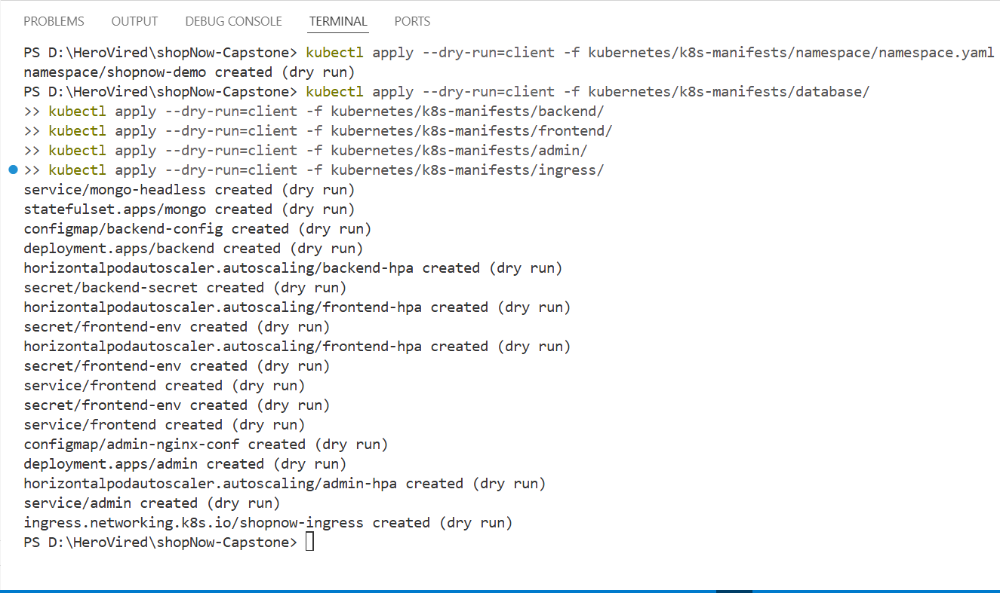 PROBLEMS OUTPUT DEBUG CONSOLE TERMINAL PORTS
PS D:\HeroVired\shopNow-Capstone> kubectl apply --dry-run=client -f kubernetes/k8s-manifests/namespace/namespace.yaml
namespace/shopnow-demo created (dry run)
PS D:\HeroVired\shopNow-Capstone> kubectl apply --dry-run=client -f kubernetes/k8s-manifests/database/
>> kubectl apply --dry-run=client -f kubernetes/k8s-manifests/backend/
>> kubectl apply --dry-run=client -f kubernetes/k8s-manifests/frontend/
>> kubectl apply --dry-run=client -f kubernetes/k8s-manifests/admin/
>> kubectl apply --dry-run=client -f kubernetes/k8s-manifests/ingress/
service/mongo-headless created (dry run)
statefulset.apps/mongo created (dry run)
configmap/backend-config created (dry run)
deployment.apps/backend created (dry run)
horizontalpodautoscaler.autoscaling/backend-hpa created (dry run)
secret/backend-secret created (dry run)
horizontalpodautoscaler.autoscaling/frontend-hpa created (dry run)
secret/frontend-env created (dry run)
horizontalpodautoscaler.autoscaling/frontend-hpa created (dry run)
secret/frontend-env created (dry run)
service/frontend created (dry run)
secret/frontend-env created (dry run)
service/frontend created (dry run)
configmap/admin-nginx-conf created (dry run)
deployment.apps/admin created (dry run)
horizontalpodautoscaler.autoscaling/admin-hpa created (dry run)
service/admin created (dry run)
ingress.networking.k8s.io/shopnow-ingress created (dry run)
PS D:\HeroVired\shopNow-Capstone>